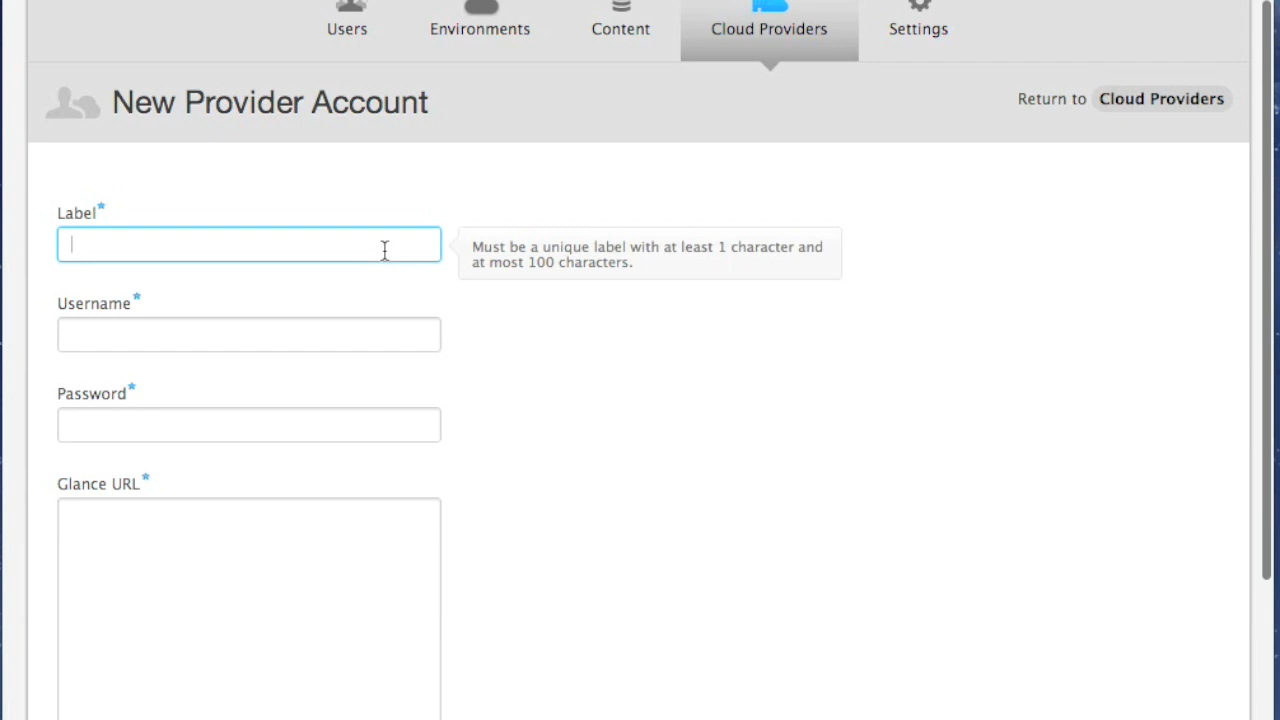 Users
Environments
Content
Cloud Providers
Settings
New Provider Account
Return to Cloud Providers
Label*
Must be a unique label with at least 1 character and
at most 100 characters.
Username*
Password*
Glance URL*